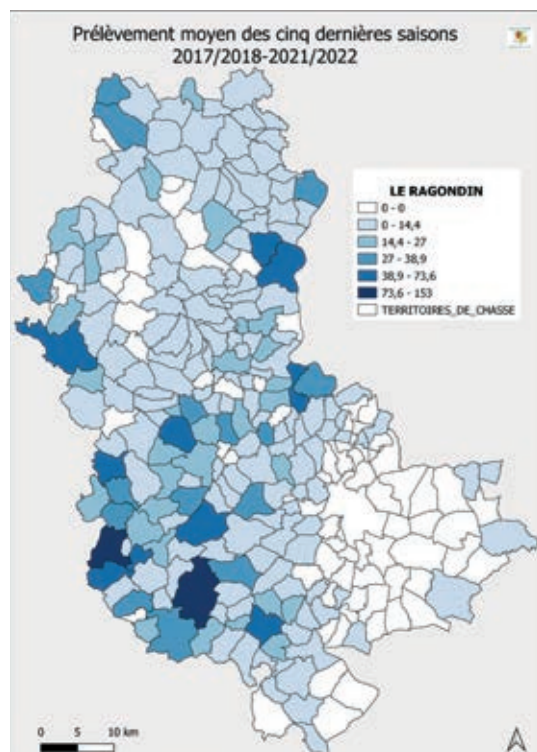 Prélèvement moyen des cinq dernières saisons
2017/2018-2021/2022
LE RAGONDIN
0 - 0
0 - 14,4
14,4 - 27
27 - 38,9
38,9 - 73,6
73,6 - 153
TERRITOIRES_DE_CHASSE
0 5 10 km